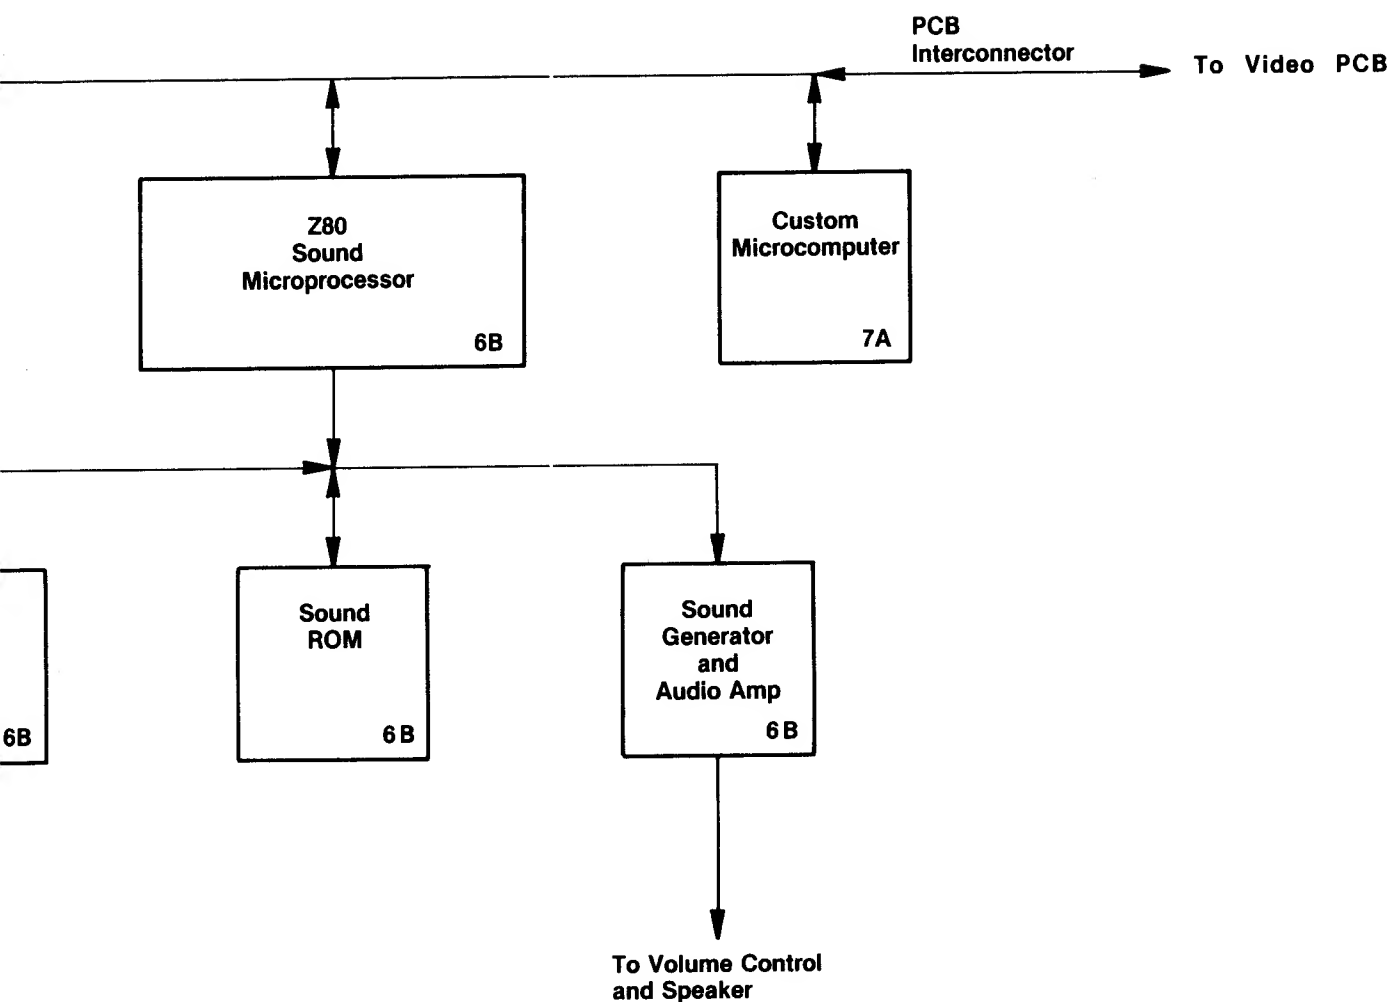 PCB
Interconnector
To Video PCB
Z80
Sound
Microprocessor
6B
Custom
Microcomputer
7A
6B
Sound
ROM
6B
Sound
Generator
and
Audio Amp
6B
To Volume Control
and Speaker